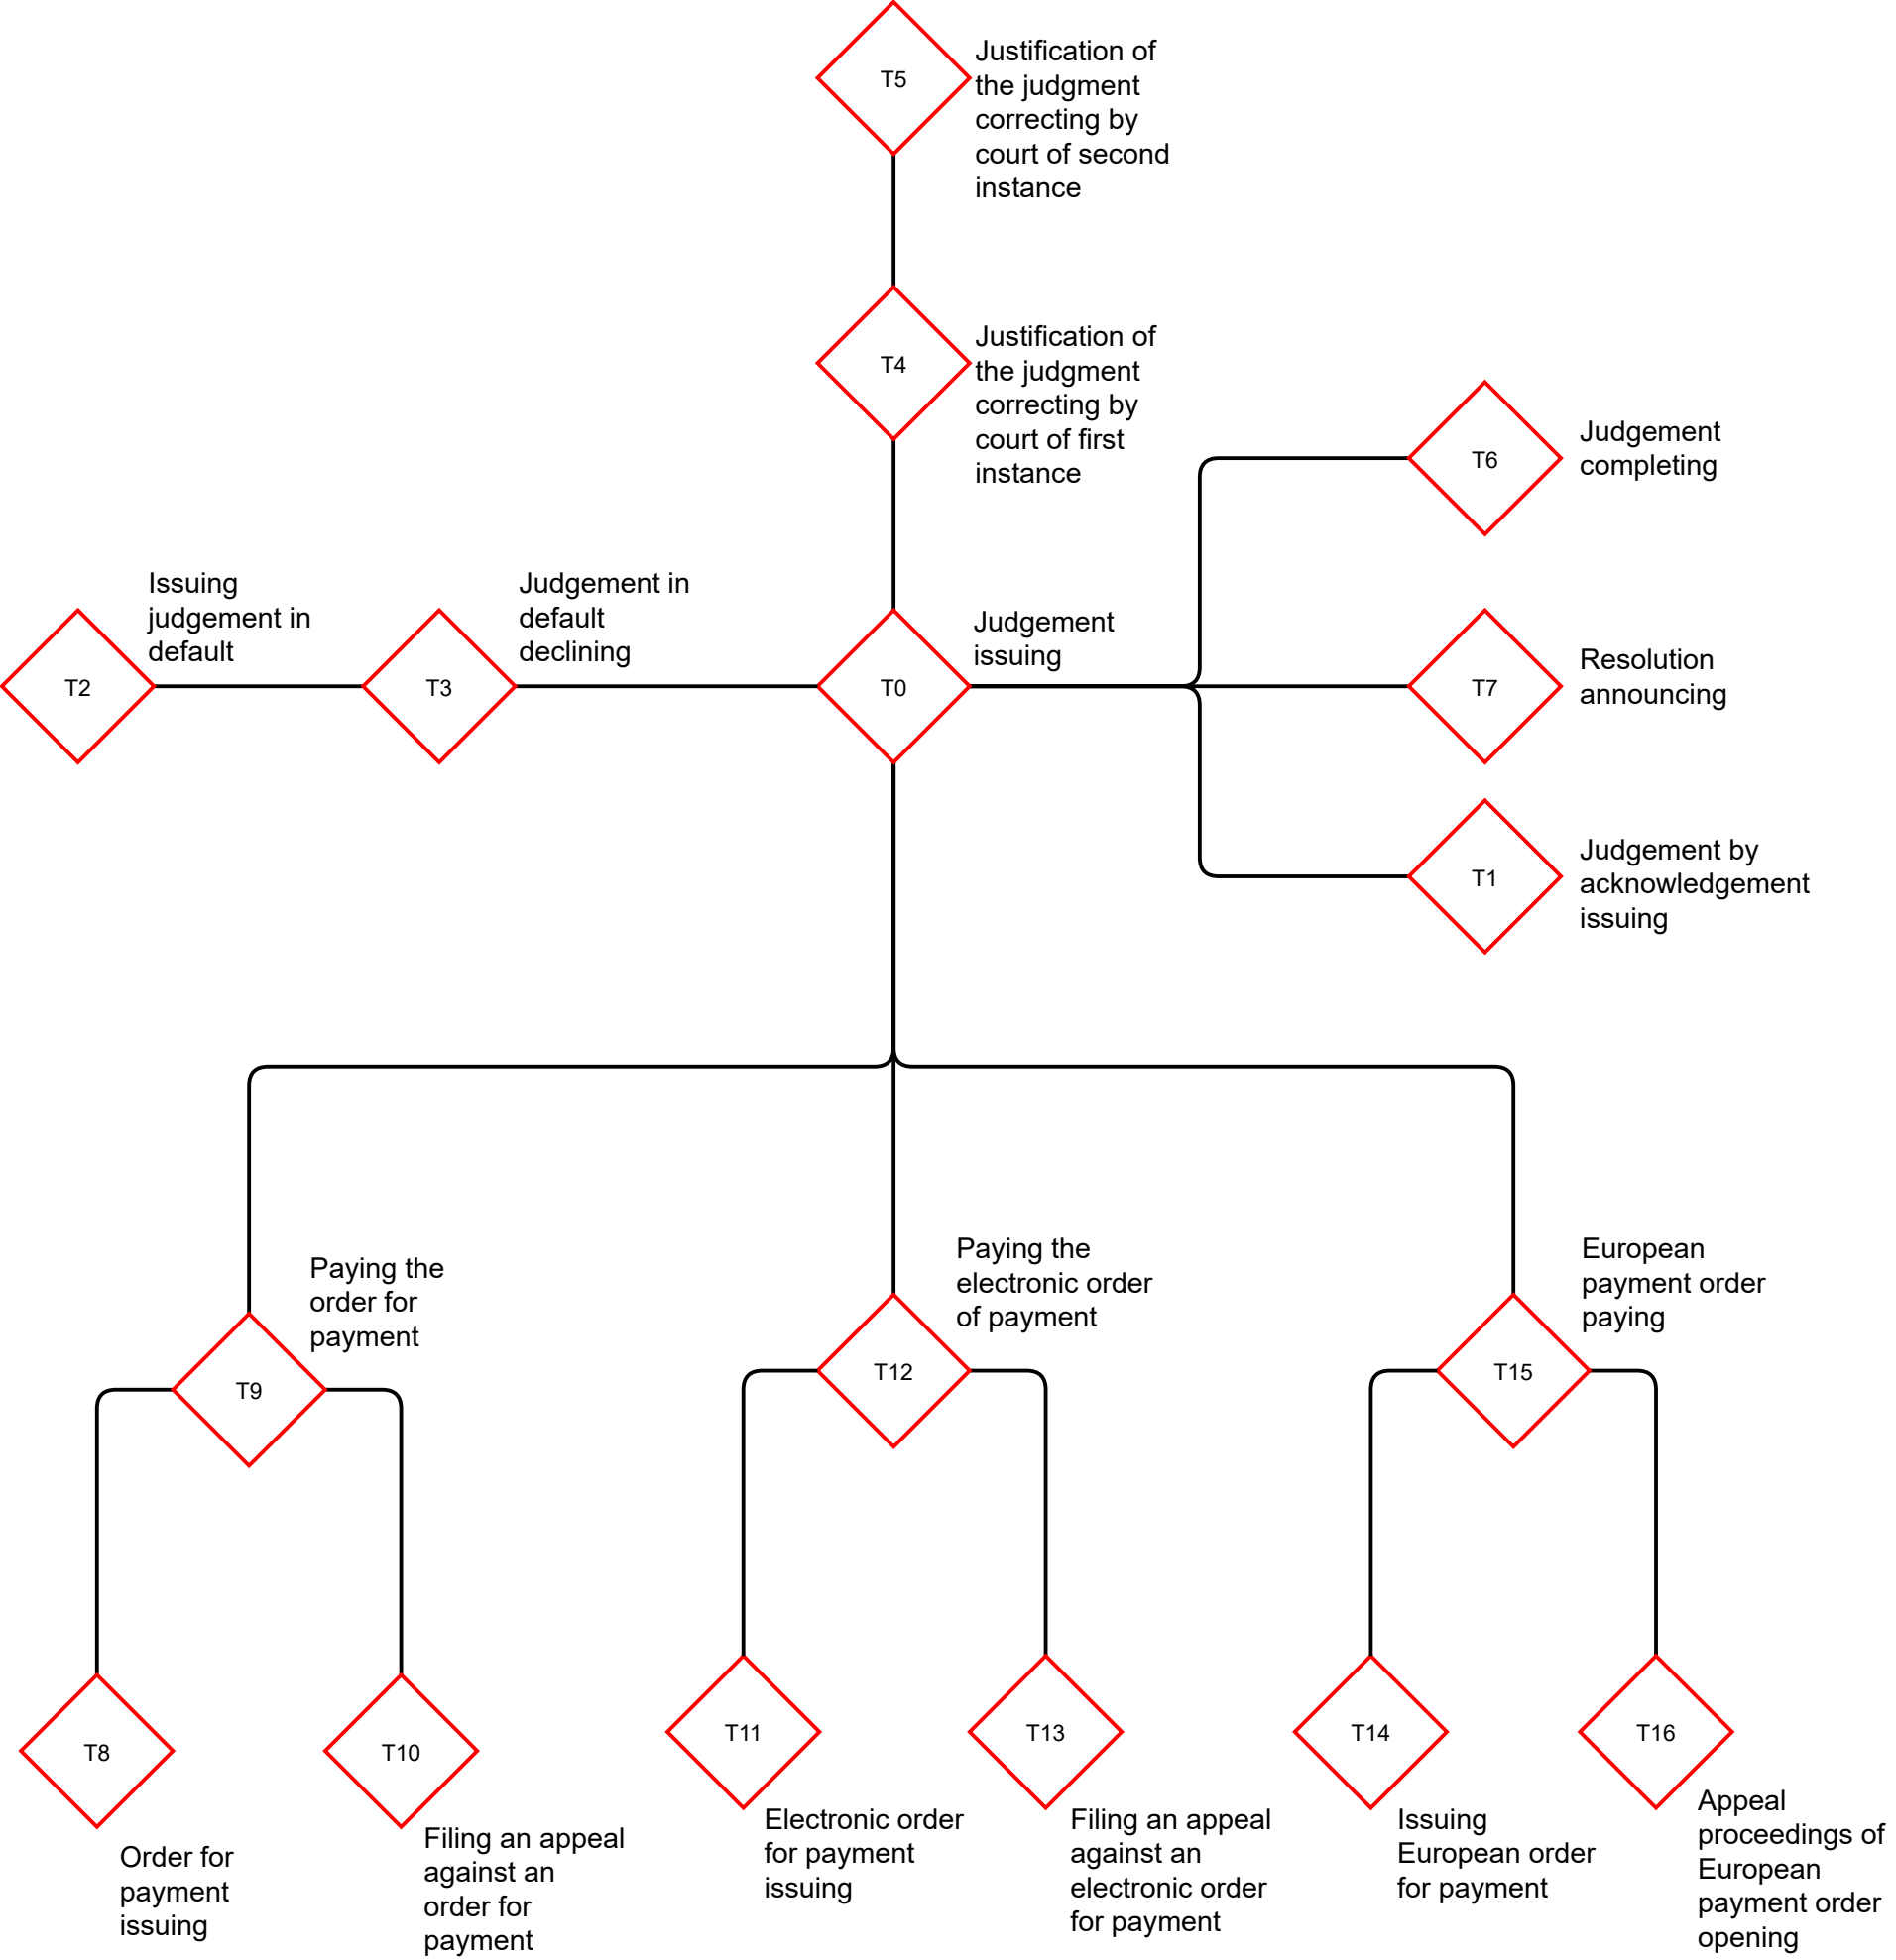 T5
Justification of
the judgment
correcting by
court of second
instance
T4
Justification of
the judgment
correcting by
court of first
instance
T6
Judgement
completing
T2
Issuing
judgement in
default
T3
Judgement in
default
declining
T0
Judgement
issuing
T7
Resolution
announcing
T1
Judgement by
acknowledgement
issuing
T9
Paying the
order for
payment
T12
Paying the
electronic order
of payment
T15
European
payment order
paying
T8
Order for
payment
issuing
T10
Filing an appeal
against an
order for
payment
T11
Electronic order
for payment
issuing
T13
Filing an appeal
against an
electronic order
for payment
T14
Issuing
European order
for payment
T16
Appeal
proceedings of
European
payment order
opening